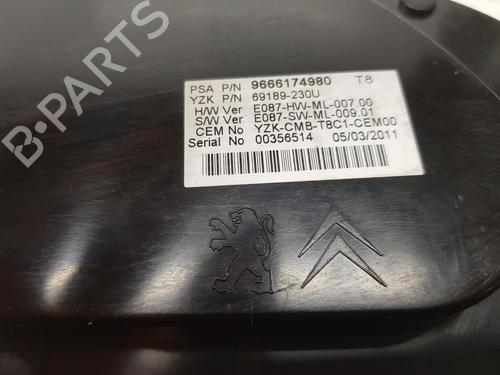 PSA P/N 9666174980 T8
YZK P/N 69189-230U
H/W Ver E087-HW-ML-007.00
S/W Ver E087-SW-ML-009.01
CEM No YZK-CMB-T8C1-CEM00
Serial No 00356514 05/03/2011
B-PARTS